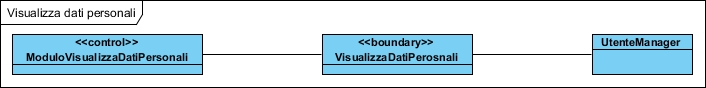 Visualizza dati personali
<<control>>
ModuloVisualizzaDatiPersonali
<<boundary>>
VisualizzaDatiPerosnali
UtenteManager